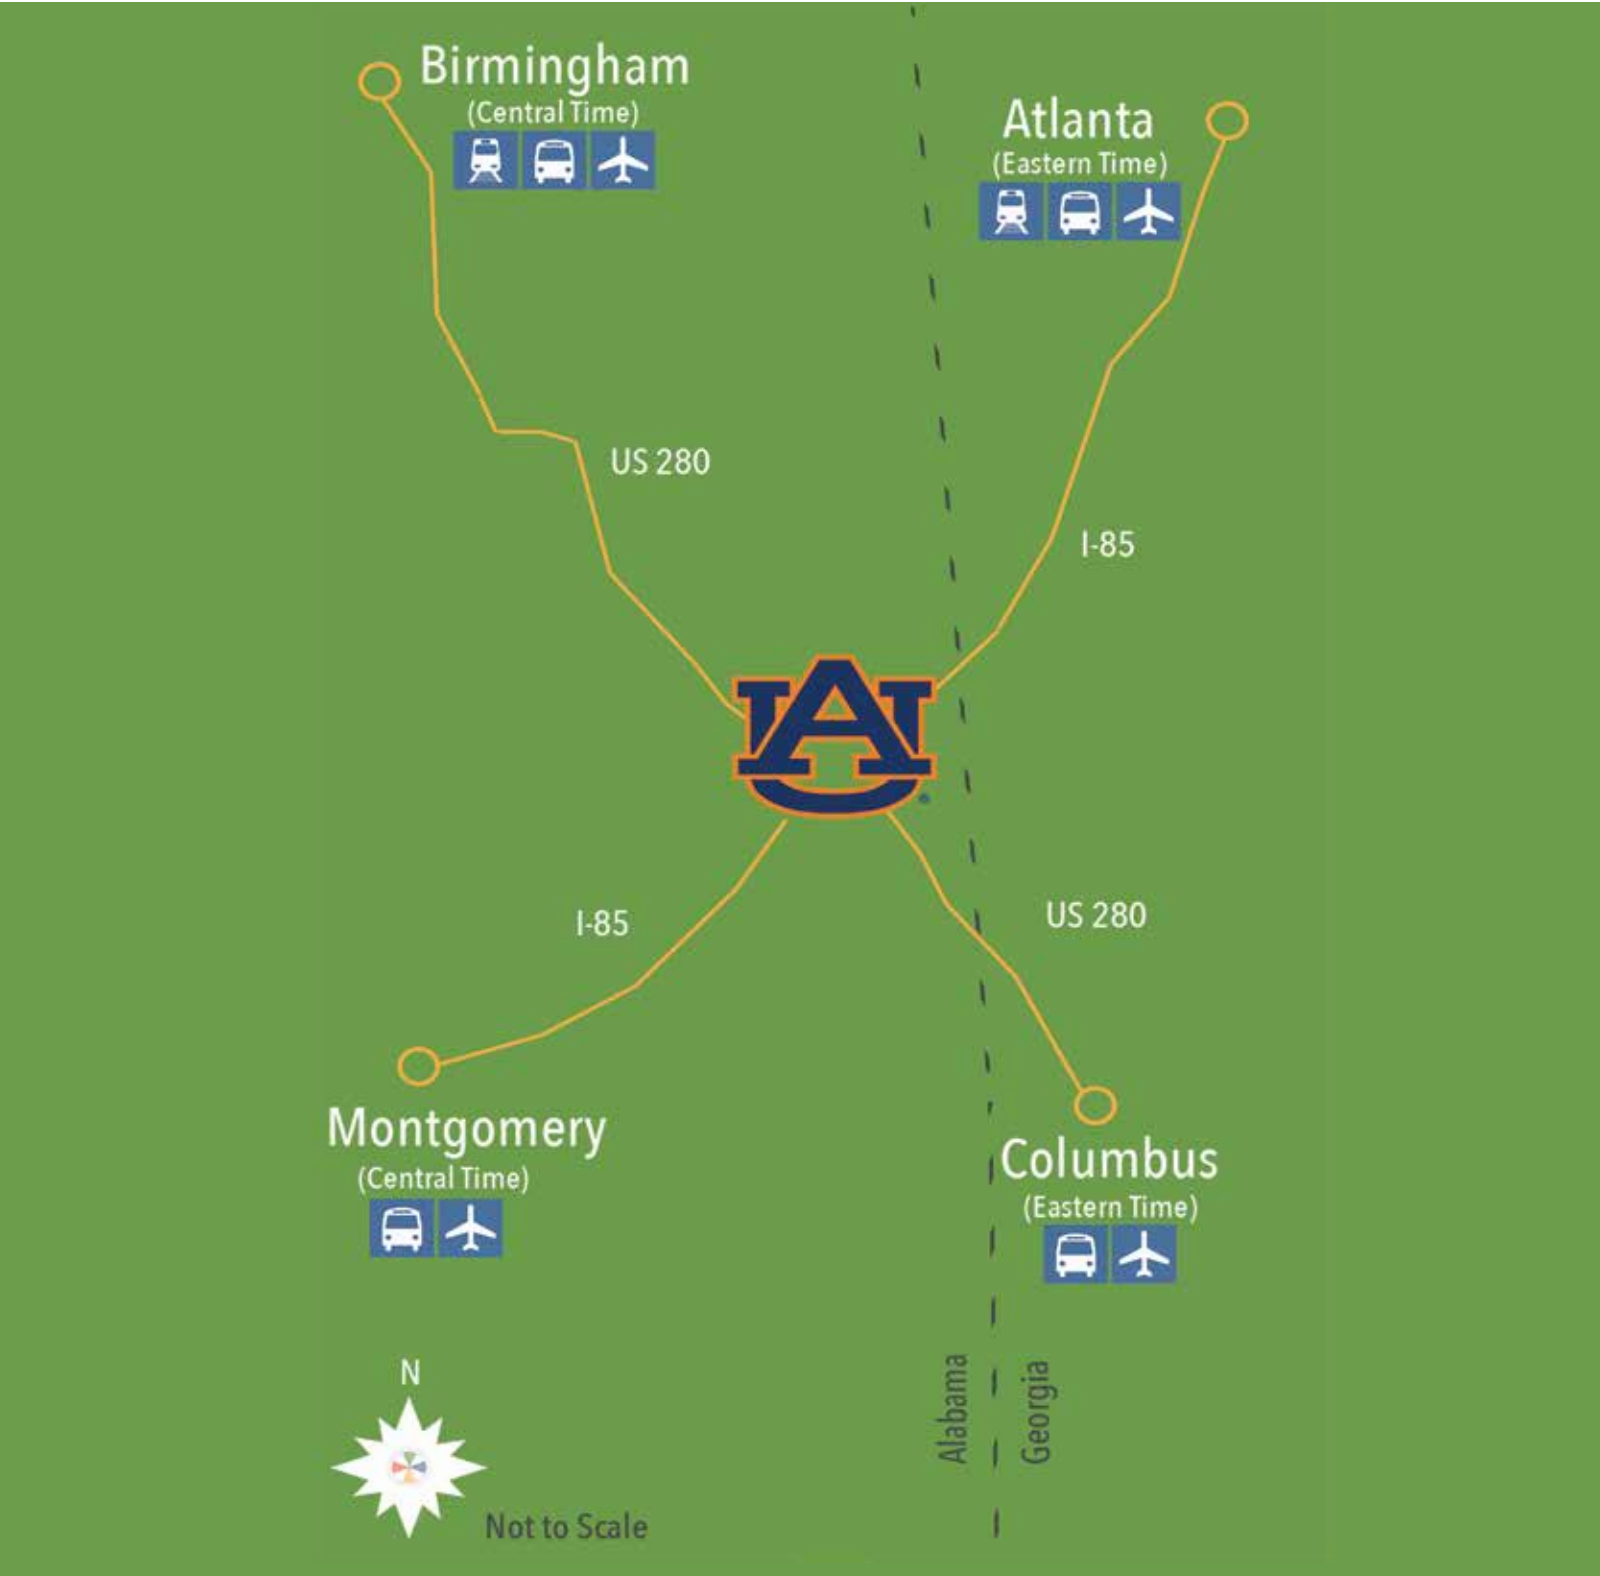 Birmingham
(Central Time)
Atlanta
(Eastern Time)
US 280
I-85
AU
I-85
US 280
Montgomery
(Central Time)
Columbus
(Eastern Time)
Alabama
Georgia
N
Not to Scale